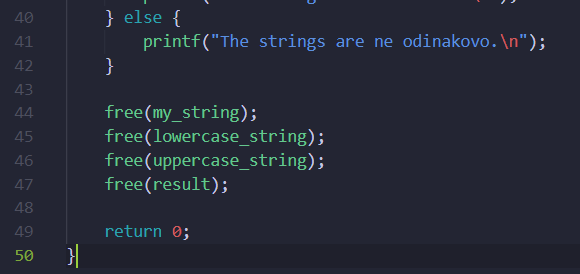 40 } else {
41 printf("The strings are ne odinakovo.\n");
42 }
43
44 free(my_string);
45 free(lowercase_string);
46 free(uppercase_string);
47 free(result);
48
49 return 0;
50 }